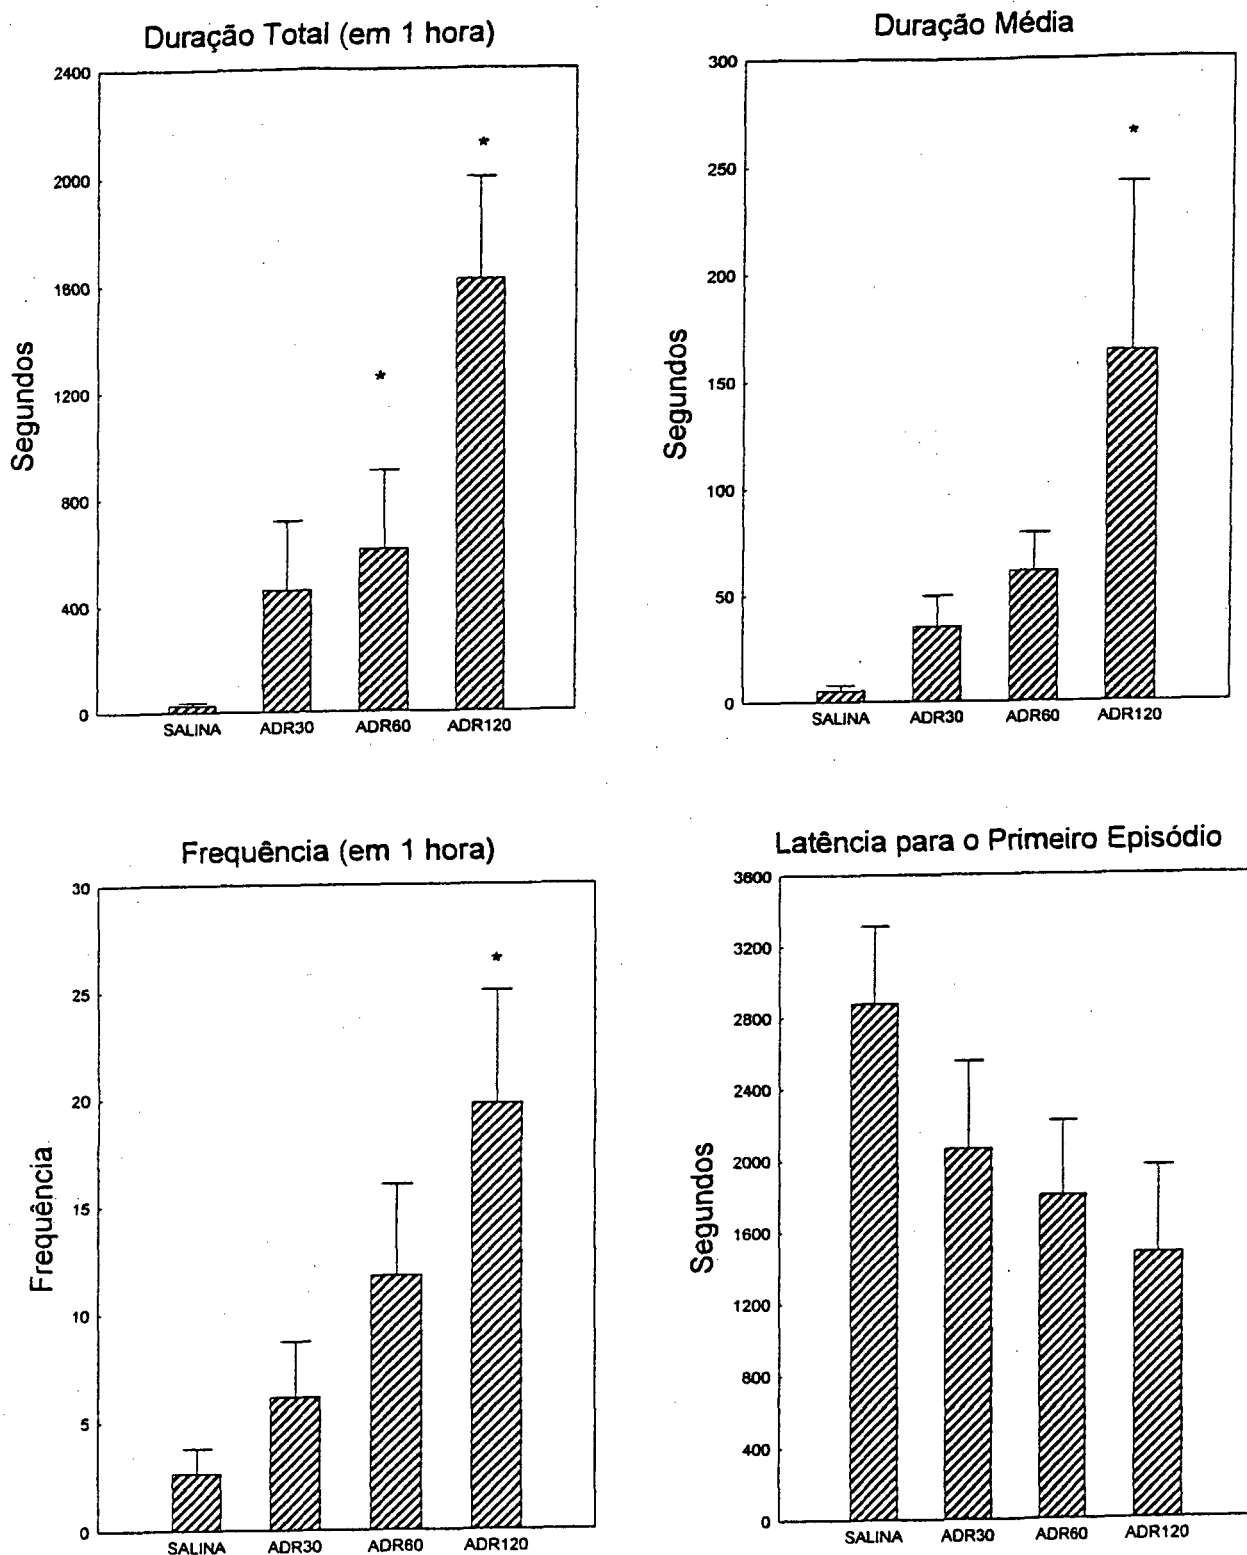 Duração Total (em 1 hora)
2400
2000
1600
1200
800
400
0
Segundos
*
*
SALINA ADR30 ADR60 ADR120
Duração Média
300
250
200
150
100
50
0
Segundos
*
SALINA ADR30 ADR60 ADR120
Frequência (em 1 hora)
30
25
20
15
10
5
0
Frequência
*
SALINA ADR30 ADR60 ADR120
Latência para o Primeiro Episódio
3600
3200
2800
2400
2000
1600
1200
800
400
0
Segundos
SALINA ADR30 ADR60 ADR120